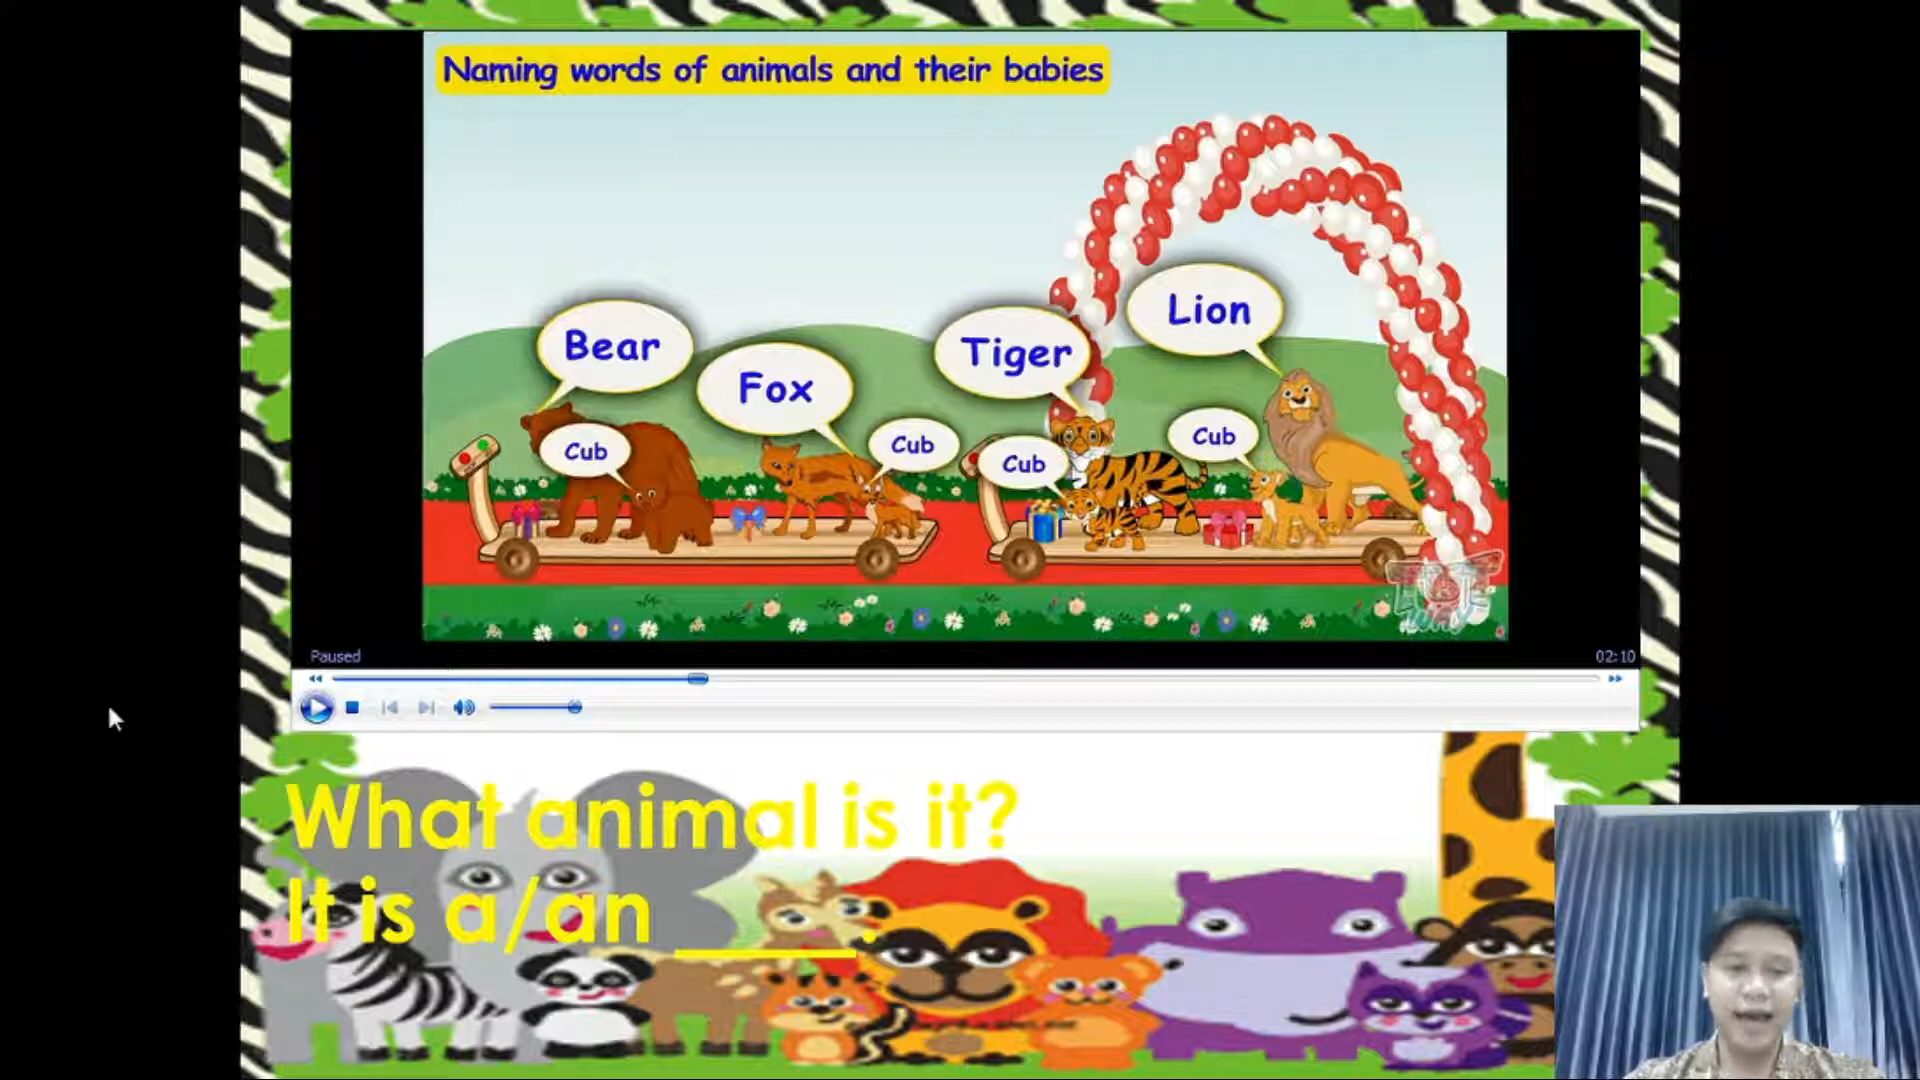 Naming words of animals and their babies
Lion
Bear
Tiger
Fox
Cub
Cub
Cub
Cub
Paused
02:10
What animal is it?
It is a/an _____.